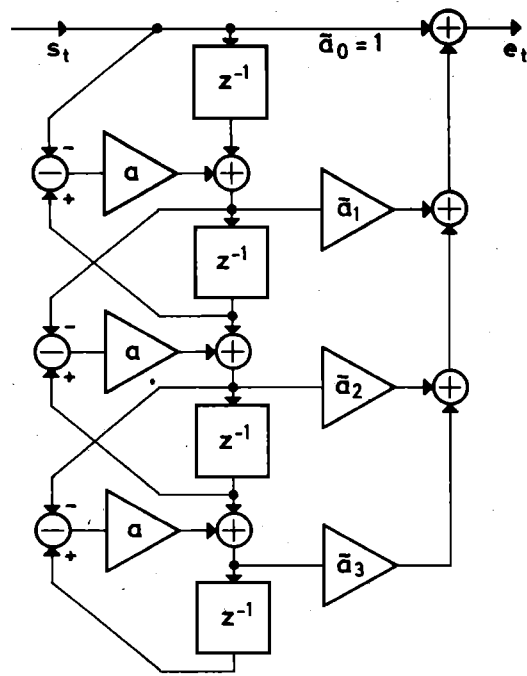 s_t
ã_0 = 1
e_t
z^{-1}
−
−
+
a
+
+
ã_1
+
z^{-1}
−
−
+
a
+
ã_2
+
z^{-1}
−
−
+
a
+
ã_3
z^{-1}